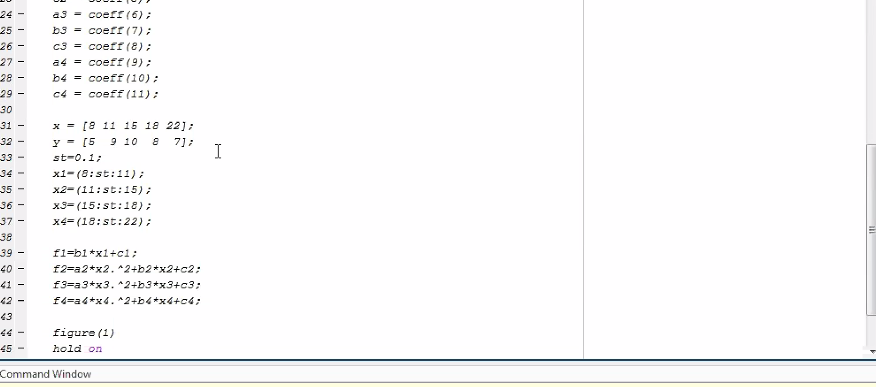 24 - a3 = coeff(6);
25 - b3 = coeff(7);
26 - c3 = coeff(8);
27 - a4 = coeff(9);
28 - b4 = coeff(10);
29 - c4 = coeff(11);
30
31 - x = [8 11 15 18 22];
32 - y = [5 9 10 8 7];
33 - st=0.1;
34 - x1=(8:st:11);
35 - x2=(11:st:15);
36 - x3=(15:st:18);
37 - x4=(18:st:22);
38
39 - f1=b1*x1+c1;
40 - f2=a2*x2.^2+b2*x2+c2;
41 - f3=a3*x3.^2+b3*x3+c3;
42 - f4=a4*x4.^2+b4*x4+c4;
43
44 - figure(1)
45 - hold on
Command Window